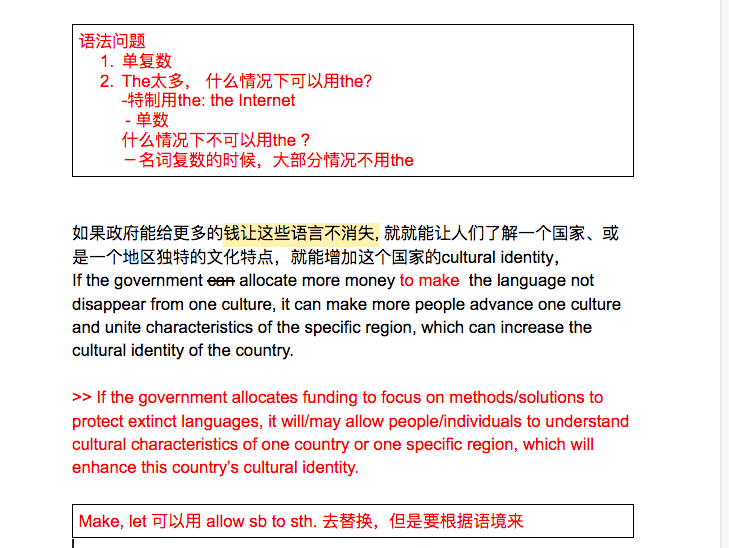 语法问题
1. 单复数
2. The太多， 什么情况下可以用the?
-特制用the: the Internet
- 单数
什么情况下不可以用the ?
－名词复数的时候，大部分情况不用the
如果政府能给更多的钱让这些语言不消失, 就就能让人们了解一个国家、或
是一个地区独特的文化特点，就能增加这个国家的cultural identity，
If the government can allocate more money to make  the language not
disappear from one culture, it can make more people advance one culture
and unite characteristics of the specific region, which can increase the
cultural identity of the country.
>> If the government allocates funding to focus on methods/solutions to
protect extinct languages, it will/may allow people/individuals to understand
cultural characteristics of one country or one specific region, which will
enhance this country’s cultural identity.
Make, let 可以用 allow sb to sth. 去替换，但是要根据语境来